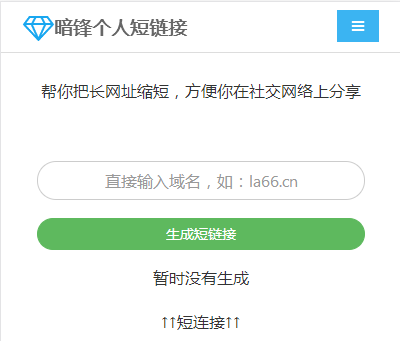 暗锋个人短链接
帮你把长网址缩短，方便你在社交网络上分享
直接输入域名，如：la66.cn
生成短链接
暂时没有生成
↑↑短连接↑↑